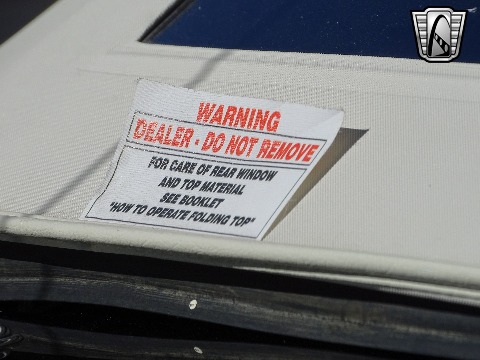 WARNING
DEALER - DO NOT REMOVE
FOR CARE OF REAR WINDOW
AND TOP MATERIAL
SEE BOOKLET
"HOW TO OPERATE FOLDING TOP"